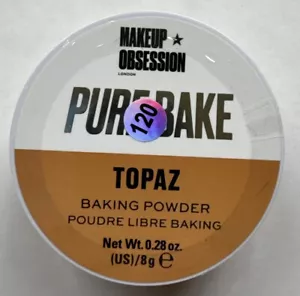 MAKEUP
OBSESSION
LONDON
PURE BAKE
120
TOPAZ
BAKING POWDER
POUDRE LIBRE BAKING
Net Wt. 0.28 oz.
(US)/8g ℮